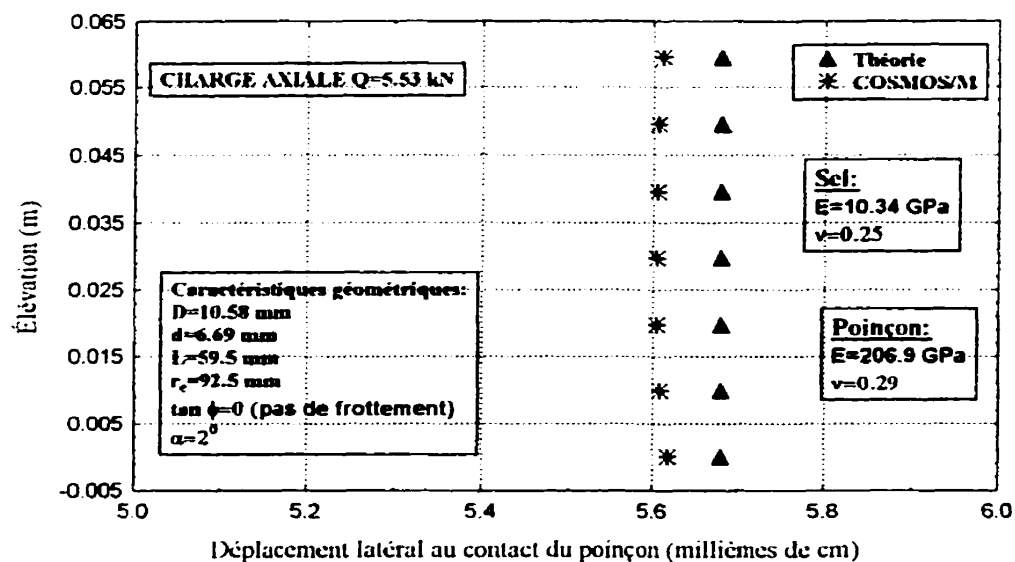 0.065
0.055
0.045
0.035
0.025
0.015
0.005
-0.005
Élévation (m)
CHARGE AXIALE Q=5.53 kN
▲ Théorie
✳ COSMOS/M
Sel:
E=10.34 GPa
ν=0.25
Caractéristiques géométriques:
D=10.58 mm
d=6.69 mm
L=59.5 mm
rₑ=92.5 mm
tan ϕ=0 (pas de frottement)
α=2⁰
Poinçon:
E=206.9 GPa
ν=0.29
5.0 5.2 5.4 5.6 5.8 6.0
Déplacement latéral au contact du poinçon (millièmes de cm)